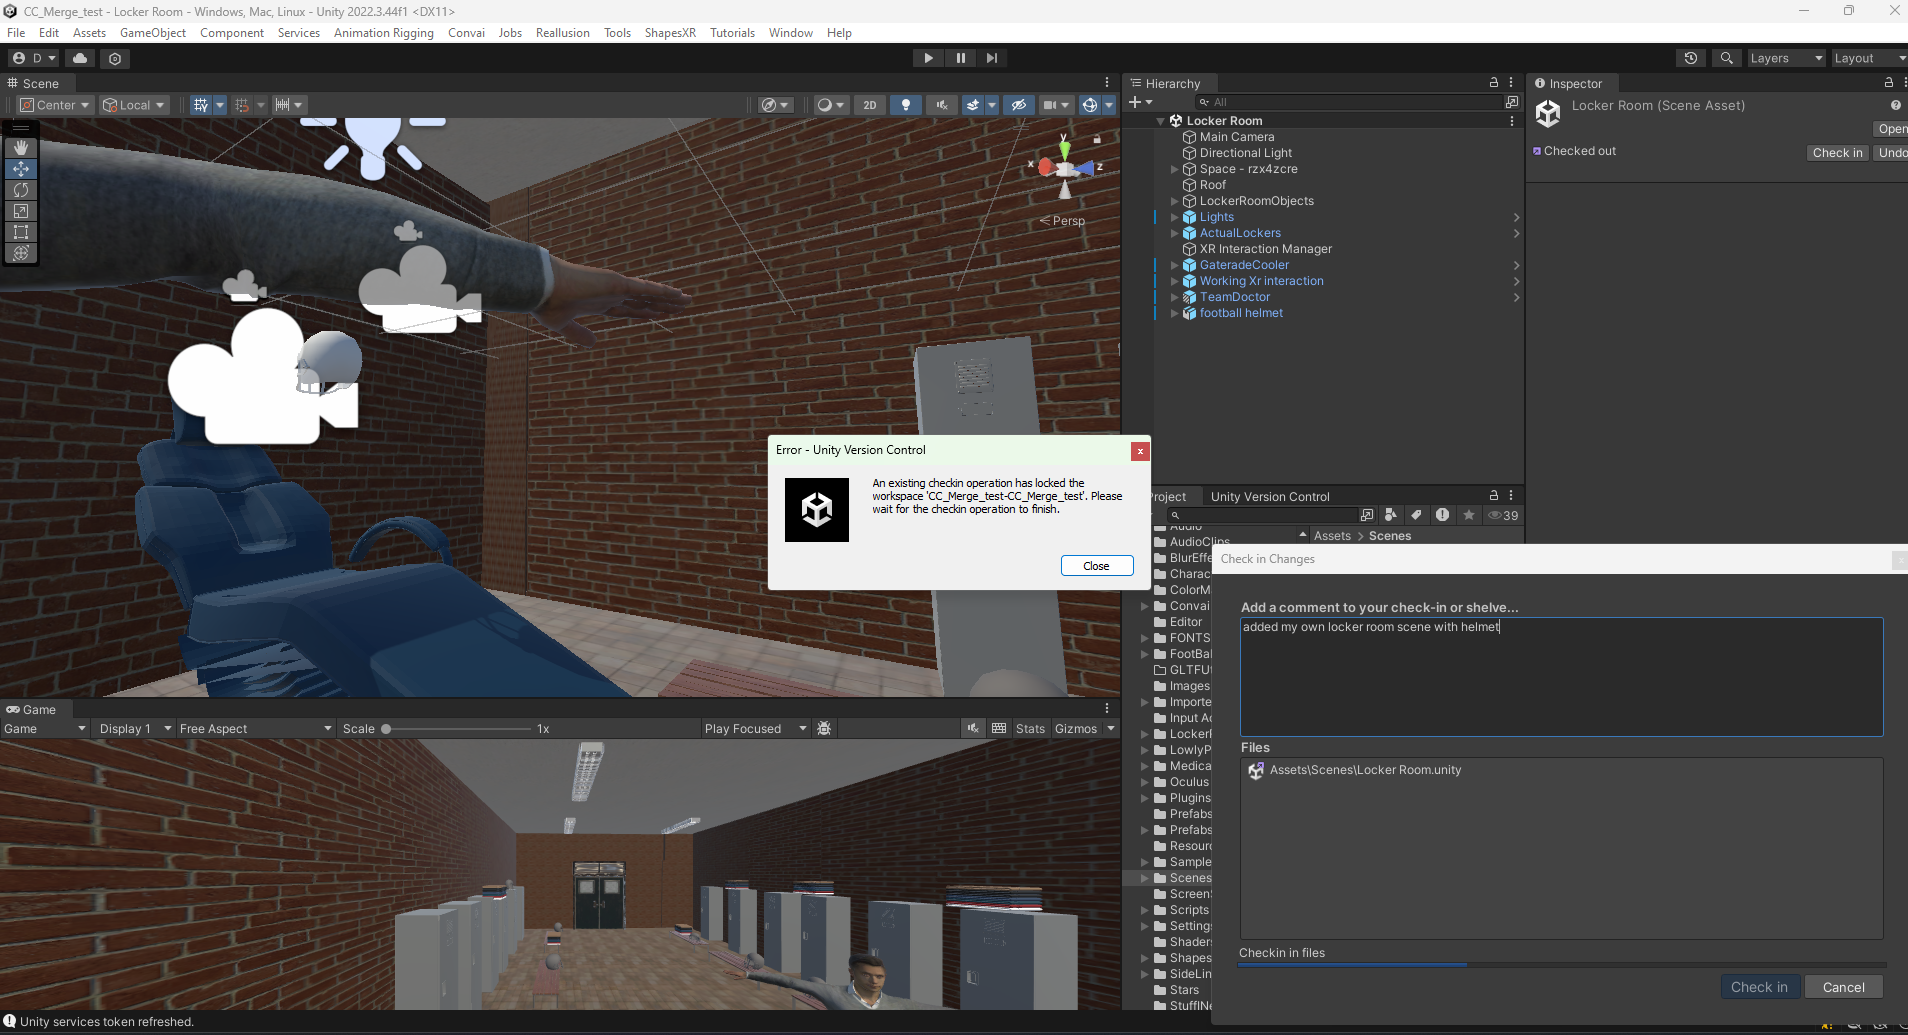 CC_Merge_test - Locker Room - Windows, Mac, Linux - Unity 2022.3.44f1 <DX11>
File Edit Assets GameObject Component Services Animation Rigging Convai Jobs Reallusion Tools ShapesXR Tutorials Window Help
D
Layers
Layout
Scene
Center
Local
2D
y
x
z
Persp
Hierarchy
All
Locker Room
Main Camera
Directional Light
Space - rzx4zcre
Roof
LockerRoomObjects
Lights
ActualLockers
XR Interaction Manager
GateradeCooler
Working Xr interaction
TeamDoctor
football helmet
Inspector
Locker Room (Scene Asset)
Open
Checked out
Check in
Undo
Error - Unity Version Control
x
An existing checkin operation has locked the
workspace 'CC_Merge_test-CC_Merge_test'. Please
wait for the checkin operation to finish.
Close
Project
Unity Version Control
39
Assets > Scenes
Audio
AudioClips
BlurEffe
Charac
ColorM
Convai
Editor
FONTS
FootBal
GLTFUt
Images
Importe
Input Ac
LockerR
LowlyP
Medica
Oculus
Plugins
Prefabs
Prefabs
Resourc
Sample
Scenes
ScreenS
Scripts
Settings
Shaders
Shapes
SideLin
Stars
StuffINe
Check in Changes
x
Add a comment to your check-in or shelve...
added my own locker room scene with helmet
Files
Assets\Scenes\Locker Room.unity
Checkin in files
Check in
Cancel
Game
Game
Display 1
Free Aspect
Scale
1x
Play Focused
Stats
Gizmos
Unity services token refreshed.